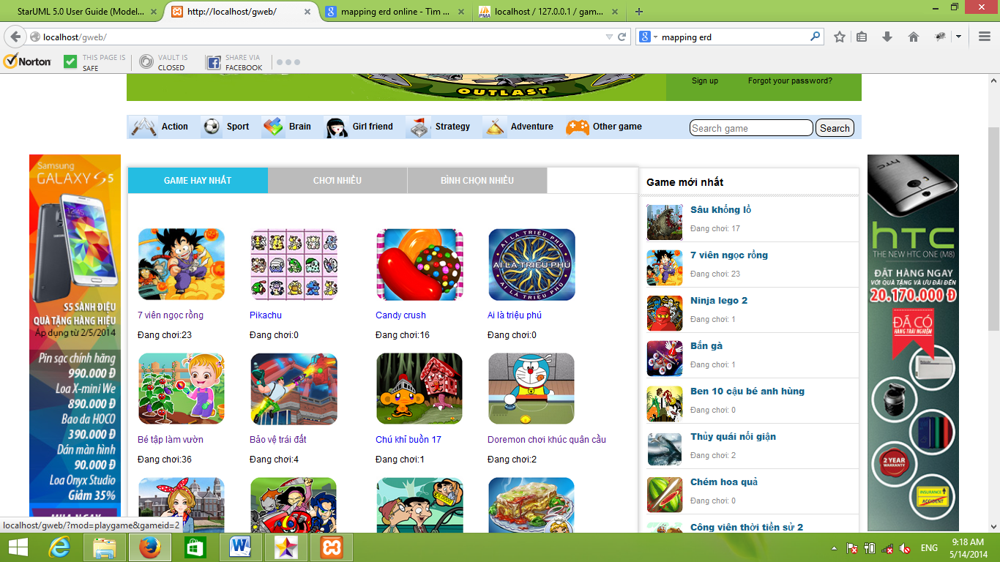 StarUML 5.0 User Guide (Model...
http://localhost/gweb/
mapping erd online - Tìm ...
localhost / 127.0.0.1 / gam...
localhost/gweb/
mapping erd
Norton
THIS PAGE IS
SAFE
VAULT IS
CLOSED
SHARE VIA
FACEBOOK
OUTLAST
Sign up
Forgot your password?
Action
Sport
Brain
Girl friend
Strategy
Adventure
Other game
Search game
Search
Samsung
GALAXY S5
S5 SÀNH ĐIỆU
QUÀ TẶNG HÀNG HIỆU
Áp dụng từ 2/5/2014
Pin sạc chính hãng
990.000 Đ
Loa X-mini We
890.000 Đ
Bao da HOCO
390.000 Đ
Dán màn hình
90.000 Đ
Loa Onyx Studio
Giảm 35%
MUA NGAY
GAME HAY NHẤT
CHƠI NHIỀU
BÌNH CHỌN NHIỀU
AI LÀ TRIỆU PHÚ
7 viên ngọc rồng
Pikachu
Candy crush
Ai là triệu phú
Đang chơi:23
Đang chơi:0
Đang chơi:16
Đang chơi:0
Bé tập làm vườn
Bảo vệ trái đất
Chú khỉ buồn 17
Doremon chơi khúc quân cầu
Đang chơi:36
Đang chơi:4
Đang chơi:1
Đang chơi:2
Game mới nhất
Sâu khổng lồ
Đang chơi: 17
7 viên ngọc rồng
Đang chơi: 23
Ninja lego 2
Đang chơi: 1
Bắn gà
Đang chơi: 1
Ben 10 cậu bé anh hùng
Đang chơi: 0
Thủy quái nổi giận
Đang chơi: 2
Chém hoa quả
Đang chơi: 0
Công viên thời tiền sử 2
hTC
THE NEW HTC ONE (M8)
ĐẶT HÀNG NGAY
VỚI QUÀ TẶNG VÀ ƯU ĐÃI ĐẾN
20.170.000 Đ
ĐÃ CÓ
HÀNG TRẢI NGHIỆM
2 YEAR
WARRANTY
INSURANCE
ACCIDENT
localhost/gweb/?mod=playgame&gameid=2
ENG
9:18 AM
5/14/2014